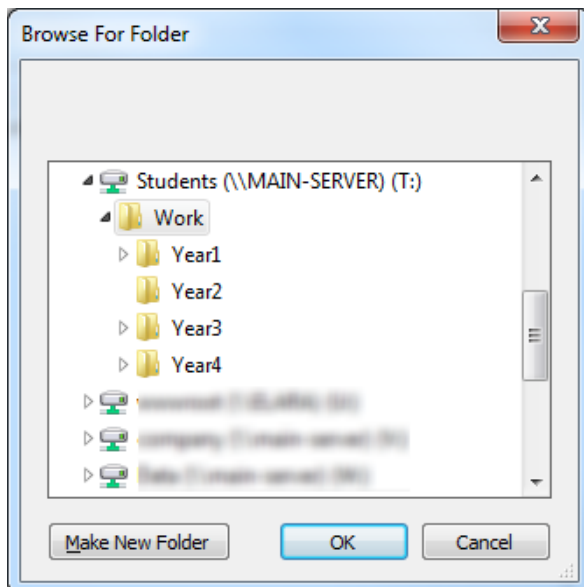 Browse For Folder
Students (\\MAIN-SERVER) (T:)
Work
Year1
Year2
Year3
Year4
Make New Folder
OK
Cancel